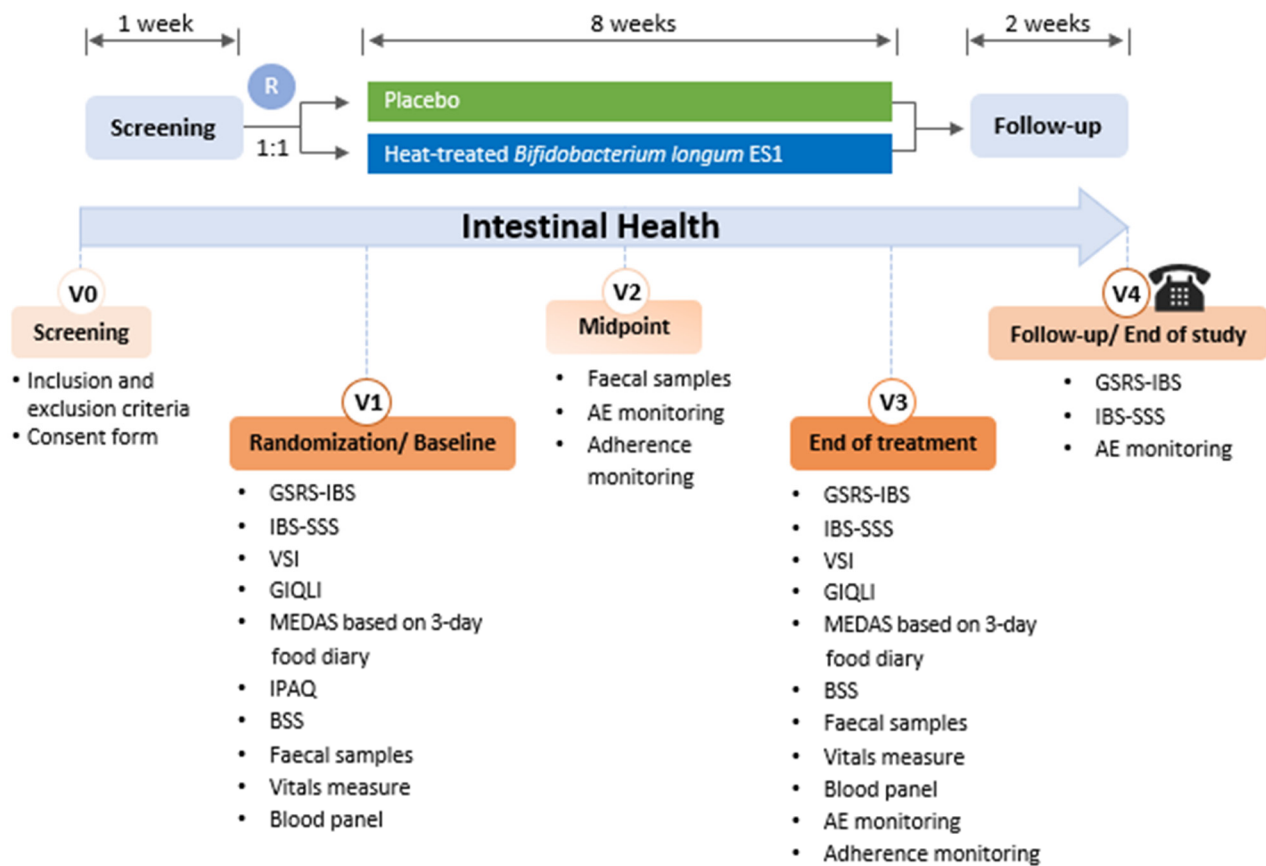 1 week
8 weeks
2 weeks
Screening
R
1:1
Placebo
Heat-treated Bifidobacterium longum ES1
Follow-up
Intestinal Health
V0
Screening
• Inclusion and
exclusion criteria
• Consent form
V1
Randomization/ Baseline
• GSRS-IBS
• IBS-SSS
• VSI
• GIQLI
• MEDAS based on 3-day
food diary
• IPAQ
• BSS
• Faecal samples
• Vitals measure
• Blood panel
V2
Midpoint
• Faecal samples
• AE monitoring
• Adherence
monitoring
V3
End of treatment
• GSRS-IBS
• IBS-SSS
• VSI
• GIQLI
• MEDAS based on 3-day
food diary
• BSS
• Faecal samples
• Vitals measure
• Blood panel
• AE monitoring
• Adherence monitoring
V4
Follow-up/ End of study
• GSRS-IBS
• IBS-SSS
• AE monitoring